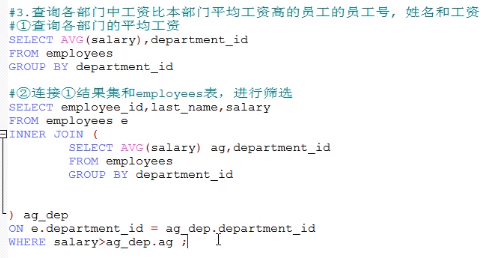 #3.查询各部门中工资比本部门平均工资高的员工的员工号，姓名和工资
#①查询各部门的平均工资
SELECT AVG(salary),department_id
FROM employees
GROUP BY department_id
#②连接①结果集和employees表，进行筛选
SELECT employee_id,last_name,salary
FROM employees e
INNER JOIN (
SELECT AVG(salary) ag,department_id
FROM employees
GROUP BY department_id
) ag_dep
ON e.department_id = ag_dep.department_id
WHERE salary>ag_dep.ag ;